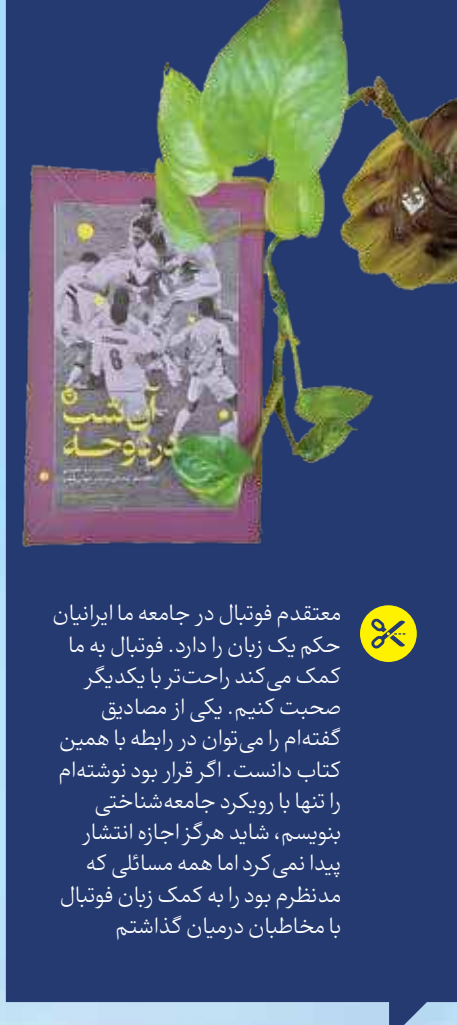 آن شب
در دوحه
6
معتقدم فوتبال در جامعه ما ایرانیان
حکم یک زبان را دارد. فوتبال به ما
کمک می‌کند راحت‌تر با یکدیگر
صحبت کنیم. یکی از مصادیق
گفته‌ام را می‌توان در رابطه با همین
کتاب دانست. اگر قرار بود نوشته‌ام
را تنها با رویکرد جامعه‌شناختی
بنویسم، شاید هرگز اجازه انتشار
پیدا نمی‌کرد اما همه مسائلی که
مدنظرم بود را به کمک زبان فوتبال
با مخاطبان درمیان گذاشتم